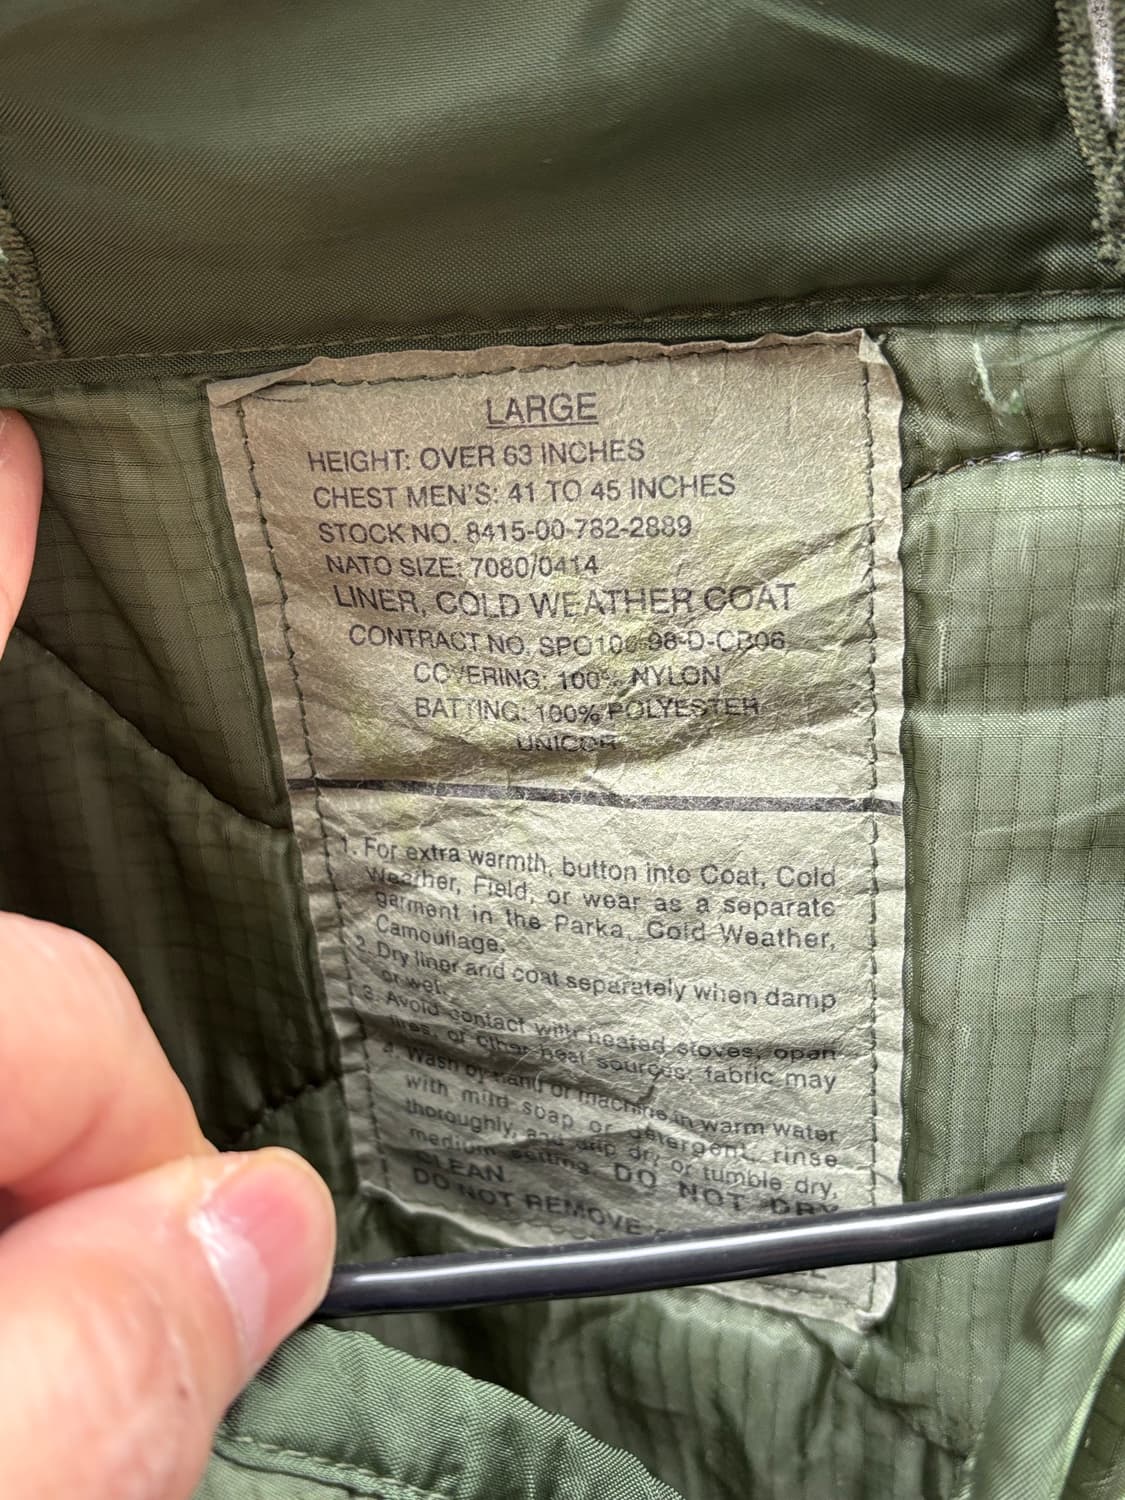 LARGE
HEIGHT: OVER 63 INCHES
CHEST MEN'S: 41 TO 45 INCHES
STOCK NO. 8415-00-782-2889
NATO SIZE: 7080/0414
LINER, COLD WEATHER COAT
CONTRACT NO. SPO100-98-D-CB06
COVERING: 100% NYLON
BATTING: 100% POLYESTER
UNICOR
1. For extra warmth, button into Coat, Cold
Weather, Field, or wear as a separate
garment in the Parka, Cold Weather,
Camouflage.
2. Dry liner and coat separately when damp
or wet.
3. Avoid contact with heated stoves, open
fires, or other heat sources; fabric may
4. Wash by hand or machine in warm water
with mild soap or detergent, rinse
thoroughly, and drip dry or tumble dry,
medium setting. DO NOT DRY
CLEAN.
DO NOT REMOVE